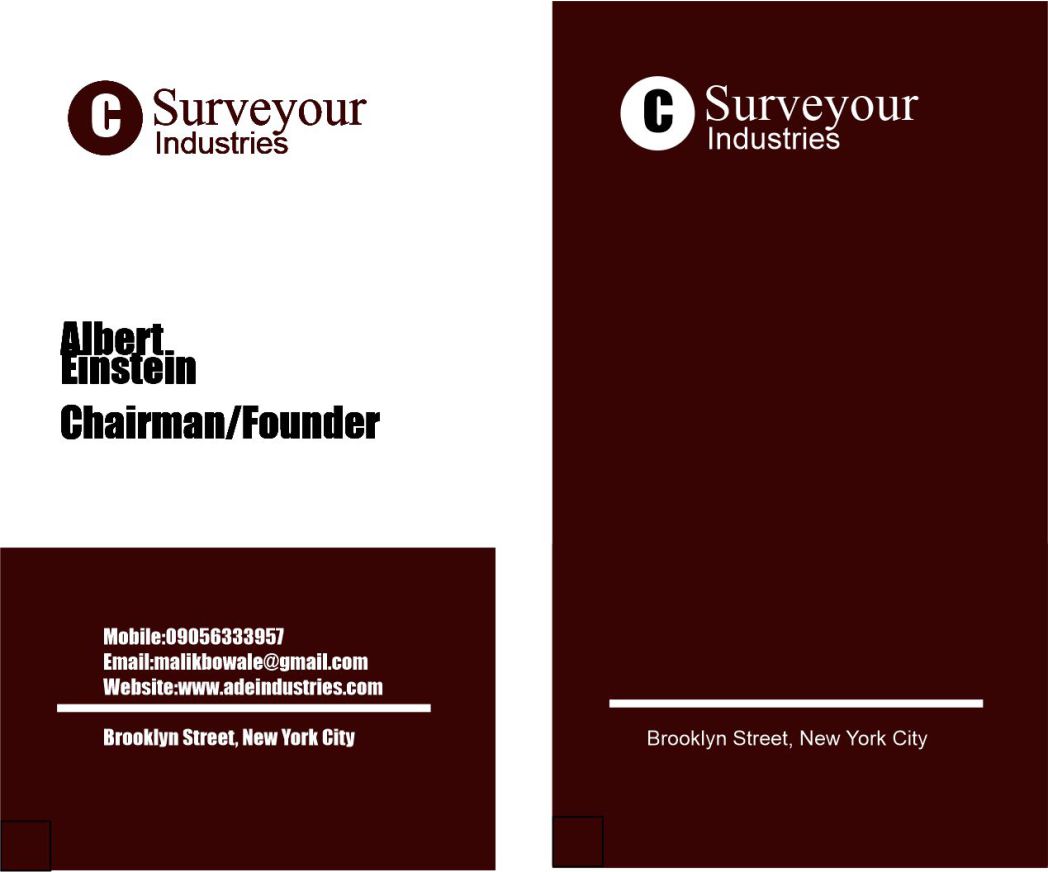 C
Surveyour
Industries
Albert
Einstein
Chairman/Founder
Mobile:09056333957
Email:malikbowale@gmail.com
Website:www.adeindustries.com
Brooklyn Street, New York City
C
Surveyour
Industries
Brooklyn Street, New York City